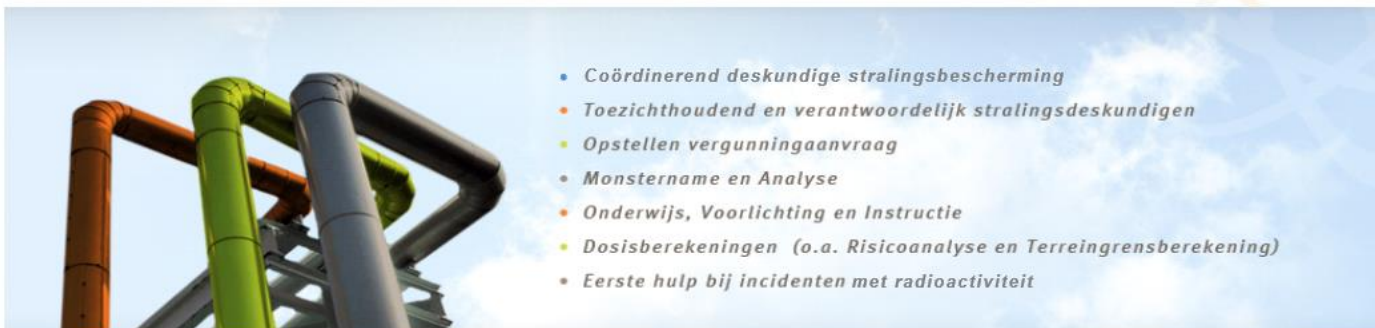 Coördinerend deskundige stralingsbescherming
Toezichthoudend en verantwoordelijk stralingsdeskundigen
Opstellen vergunningaanvraag
Monstername en Analyse
Onderwijs, Voorlichting en Instructie
Dosisberekeningen (o.a. Risicoanalyse en Terreingrensberekening)
Eerste hulp bij incidenten met radioactiviteit